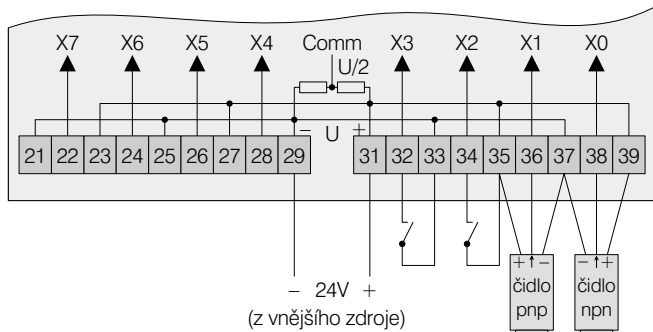 X7 X6 X5 X4 Comm X3 X2 X1 X0
U/2
− U +
21 22 23 24 25 26 27 28 29 31 32 33 34 35 36 37 38 39
+ − − +
− 24V + čidlo čidlo
(z vnějšího zdroje) pnp npn